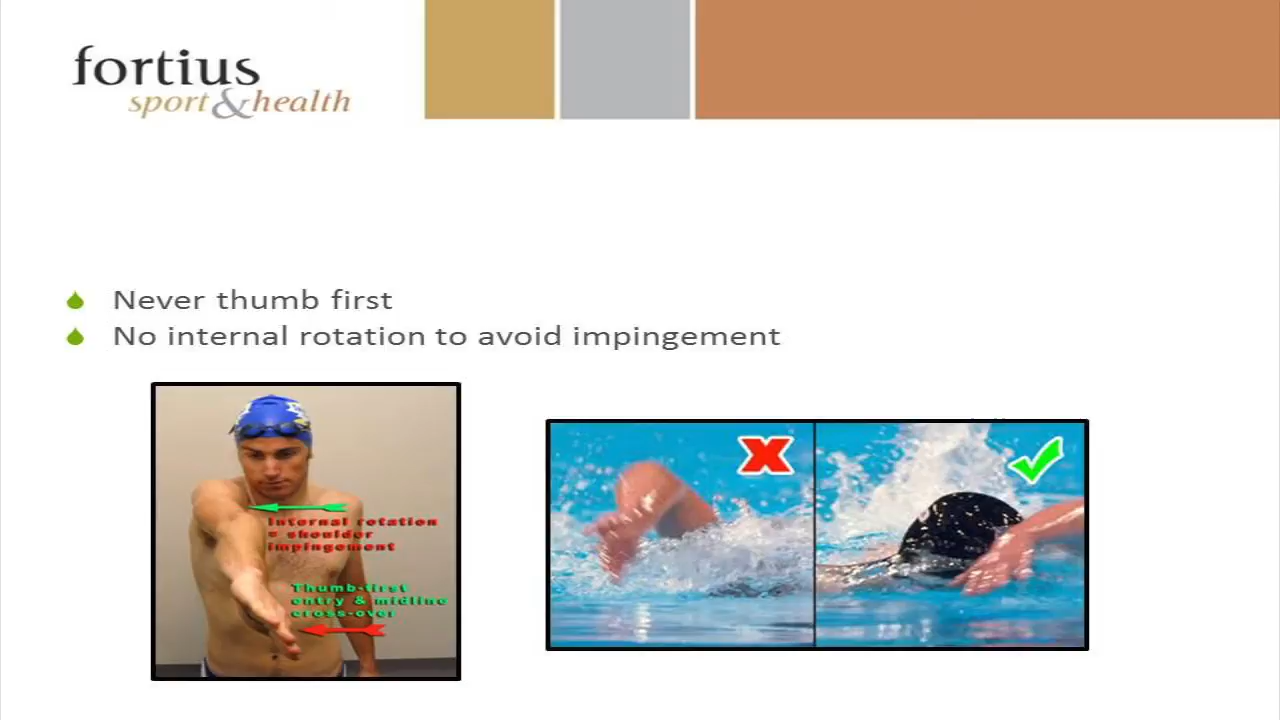 fortius
sport&health
Never thumb first
No internal rotation to avoid impingement
Internal rotation
= shoulder
impingement
Thumb-first
entry & midline
cross-over